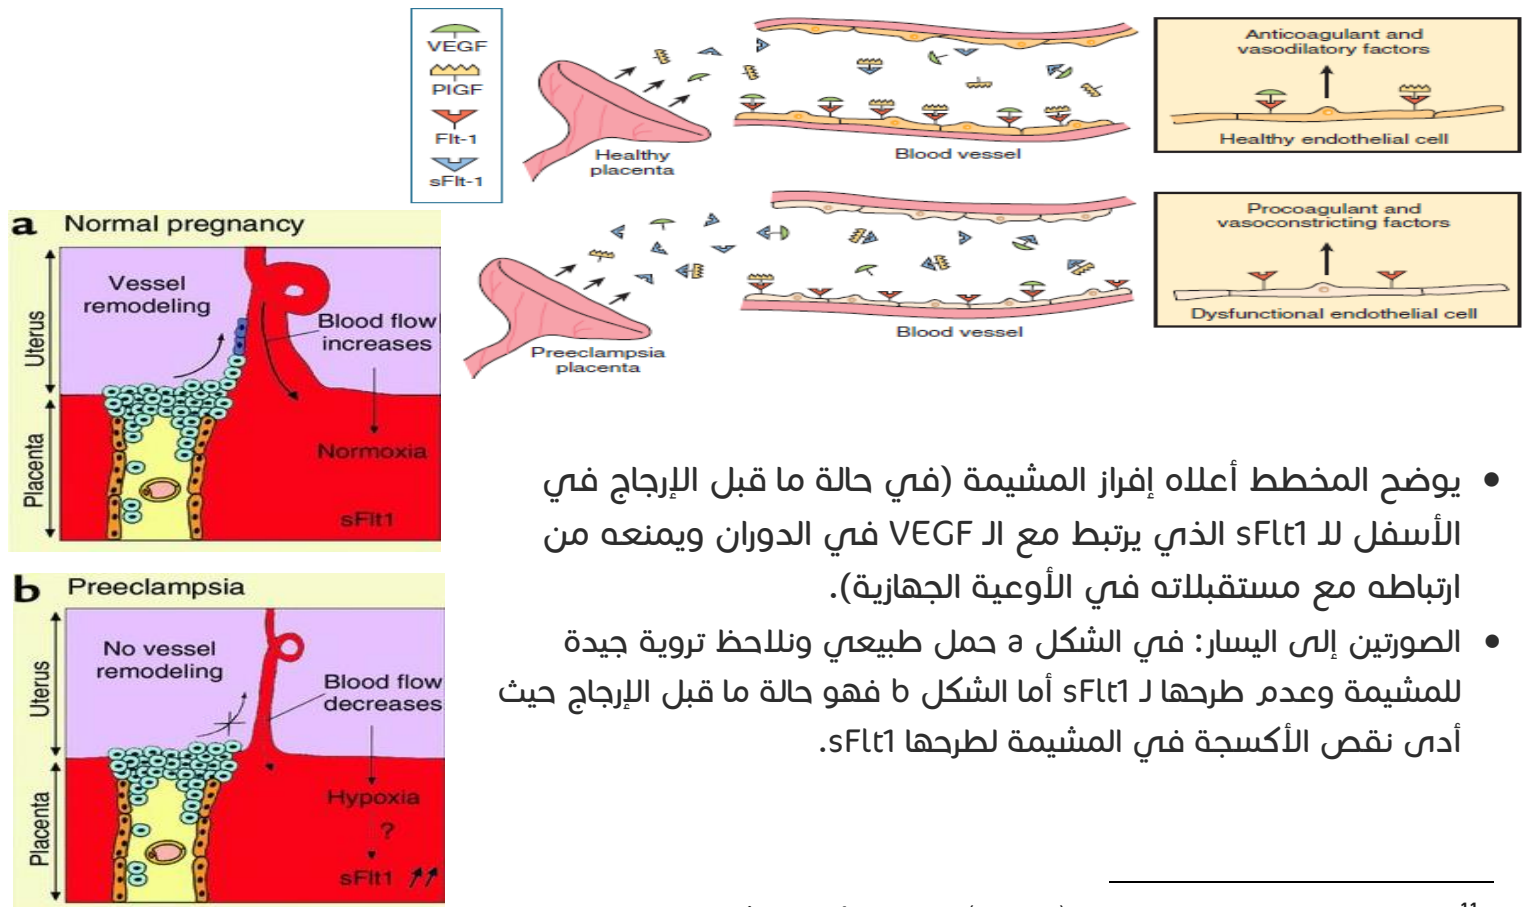 VEGF
PlGF
Flt-1
sFlt-1
Healthy
placenta
Blood vessel
Anticoagulant and
vasodilatory factors
Healthy endothelial cell
Preeclampsia
placenta
Blood vessel
Procoagulant and
vasoconstricting factors
Dysfunctional endothelial cell
a Normal pregnancy
Uterus
Vessel
remodeling
Blood flow
increases
Placenta
Normoxia
sFlt1
b Preeclampsia
Uterus
No vessel
remodeling
Blood flow
decreases
Placenta
Hypoxia
?
sFlt1
• يوضح المخطط أعلاه إفراز المشيمة (في حالة ما قبل الإرجاج في
الأسفل للـ sFlt1 الذي يرتبط مع الـ VEGF في الدوران ويمنعه من
ارتباطه مع مستقبلاته في الأوعية الجهازية).
• الصورتين إلى اليسار: في الشكل a حمل طبيعي ونلاحظ تروية جيدة
للمشيمة وعدم طرحها لـ sFlt1 أما الشكل b فهو حالة ما قبل الإرجاج حيث
أدى نقص الأكسجة في المشيمة لطرحها sFlt1.
11